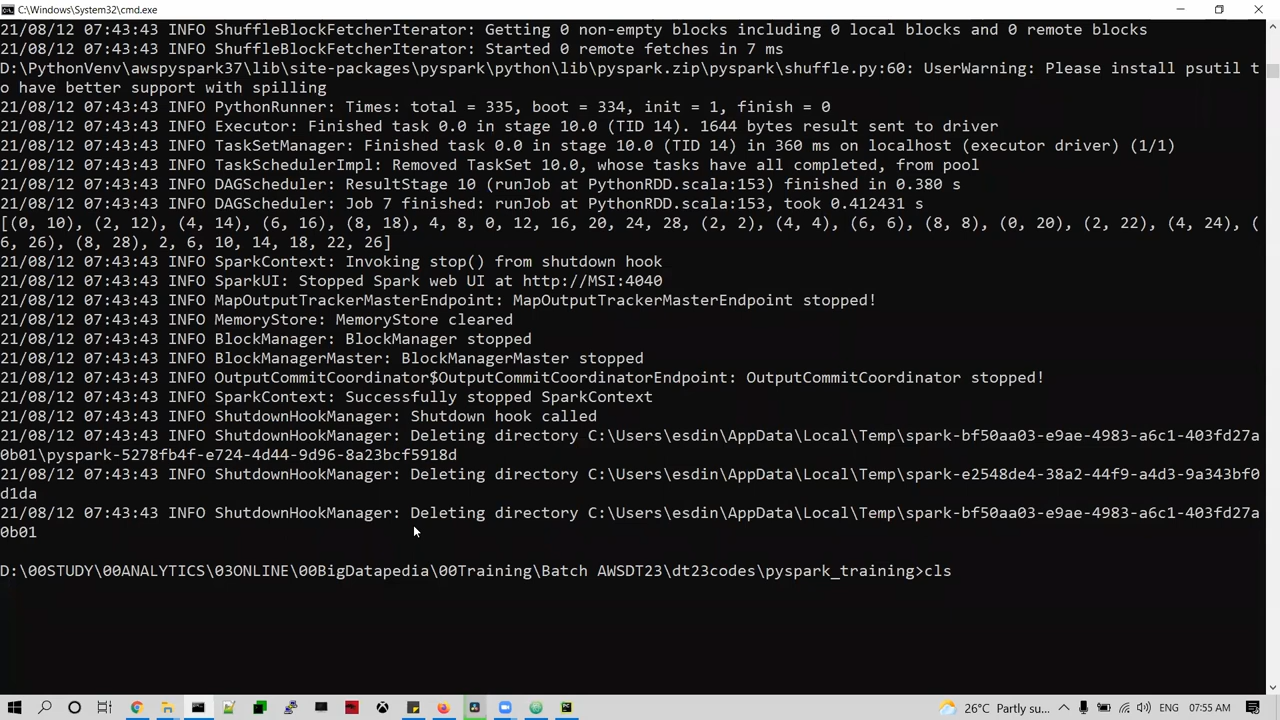 C:\Windows\System32\cmd.exe
21/08/12 07:43:43 INFO ShuffleBlockFetcherIterator: Getting 0 non-empty blocks including 0 local blocks and 0 remote blocks
21/08/12 07:43:43 INFO ShuffleBlockFetcherIterator: Started 0 remote fetches in 7 ms
D:\PythonVenv\awspyspark37\lib\site-packages\pyspark\python\lib\pyspark.zip\pyspark\shuffle.py:60: UserWarning: Please install psutil t
o have better support with spilling
21/08/12 07:43:43 INFO PythonRunner: Times: total = 335, boot = 334, init = 1, finish = 0
21/08/12 07:43:43 INFO Executor: Finished task 0.0 in stage 10.0 (TID 14). 1644 bytes result sent to driver
21/08/12 07:43:43 INFO TaskSetManager: Finished task 0.0 in stage 10.0 (TID 14) in 360 ms on localhost (executor driver) (1/1)
21/08/12 07:43:43 INFO TaskSchedulerImpl: Removed TaskSet 10.0, whose tasks have all completed, from pool
21/08/12 07:43:43 INFO DAGScheduler: ResultStage 10 (runJob at PythonRDD.scala:153) finished in 0.380 s
21/08/12 07:43:43 INFO DAGScheduler: Job 7 finished: runJob at PythonRDD.scala:153, took 0.412431 s
[(0, 10), (2, 12), (4, 14), (6, 16), (8, 18), 4, 8, 0, 12, 16, 20, 24, 28, (2, 2), (4, 4), (6, 6), (8, 8), (0, 20), (2, 22), (4, 24), (
6, 26), (8, 28), 2, 6, 10, 14, 18, 22, 26]
21/08/12 07:43:43 INFO SparkContext: Invoking stop() from shutdown hook
21/08/12 07:43:43 INFO SparkUI: Stopped Spark web UI at http://MSI:4040
21/08/12 07:43:43 INFO MapOutputTrackerMasterEndpoint: MapOutputTrackerMasterEndpoint stopped!
21/08/12 07:43:43 INFO MemoryStore: MemoryStore cleared
21/08/12 07:43:43 INFO BlockManager: BlockManager stopped
21/08/12 07:43:43 INFO BlockManagerMaster: BlockManagerMaster stopped
21/08/12 07:43:43 INFO OutputCommitCoordinator$OutputCommitCoordinatorEndpoint: OutputCommitCoordinator stopped!
21/08/12 07:43:43 INFO SparkContext: Successfully stopped SparkContext
21/08/12 07:43:43 INFO ShutdownHookManager: Shutdown hook called
21/08/12 07:43:43 INFO ShutdownHookManager: Deleting directory C:\Users\esdin\AppData\Local\Temp\spark-bf50aa03-e9ae-4983-a6c1-403fd27a
0b01\pyspark-5278fb4f-e724-4d44-9d96-8a23bcf5918d
21/08/12 07:43:43 INFO ShutdownHookManager: Deleting directory C:\Users\esdin\AppData\Local\Temp\spark-e2548de4-38a2-44f9-a4d3-9a343bf0
d1da
21/08/12 07:43:43 INFO ShutdownHookManager: Deleting directory C:\Users\esdin\AppData\Local\Temp\spark-bf50aa03-e9ae-4983-a6c1-403fd27a
0b01
D:\00STUDY\00ANALYTICS\03ONLINE\00BigDatapedia\00Training\Batch AWSDT23\dt23codes\pyspark_training>cls
26°C Partly su... ENG 07:55 AM